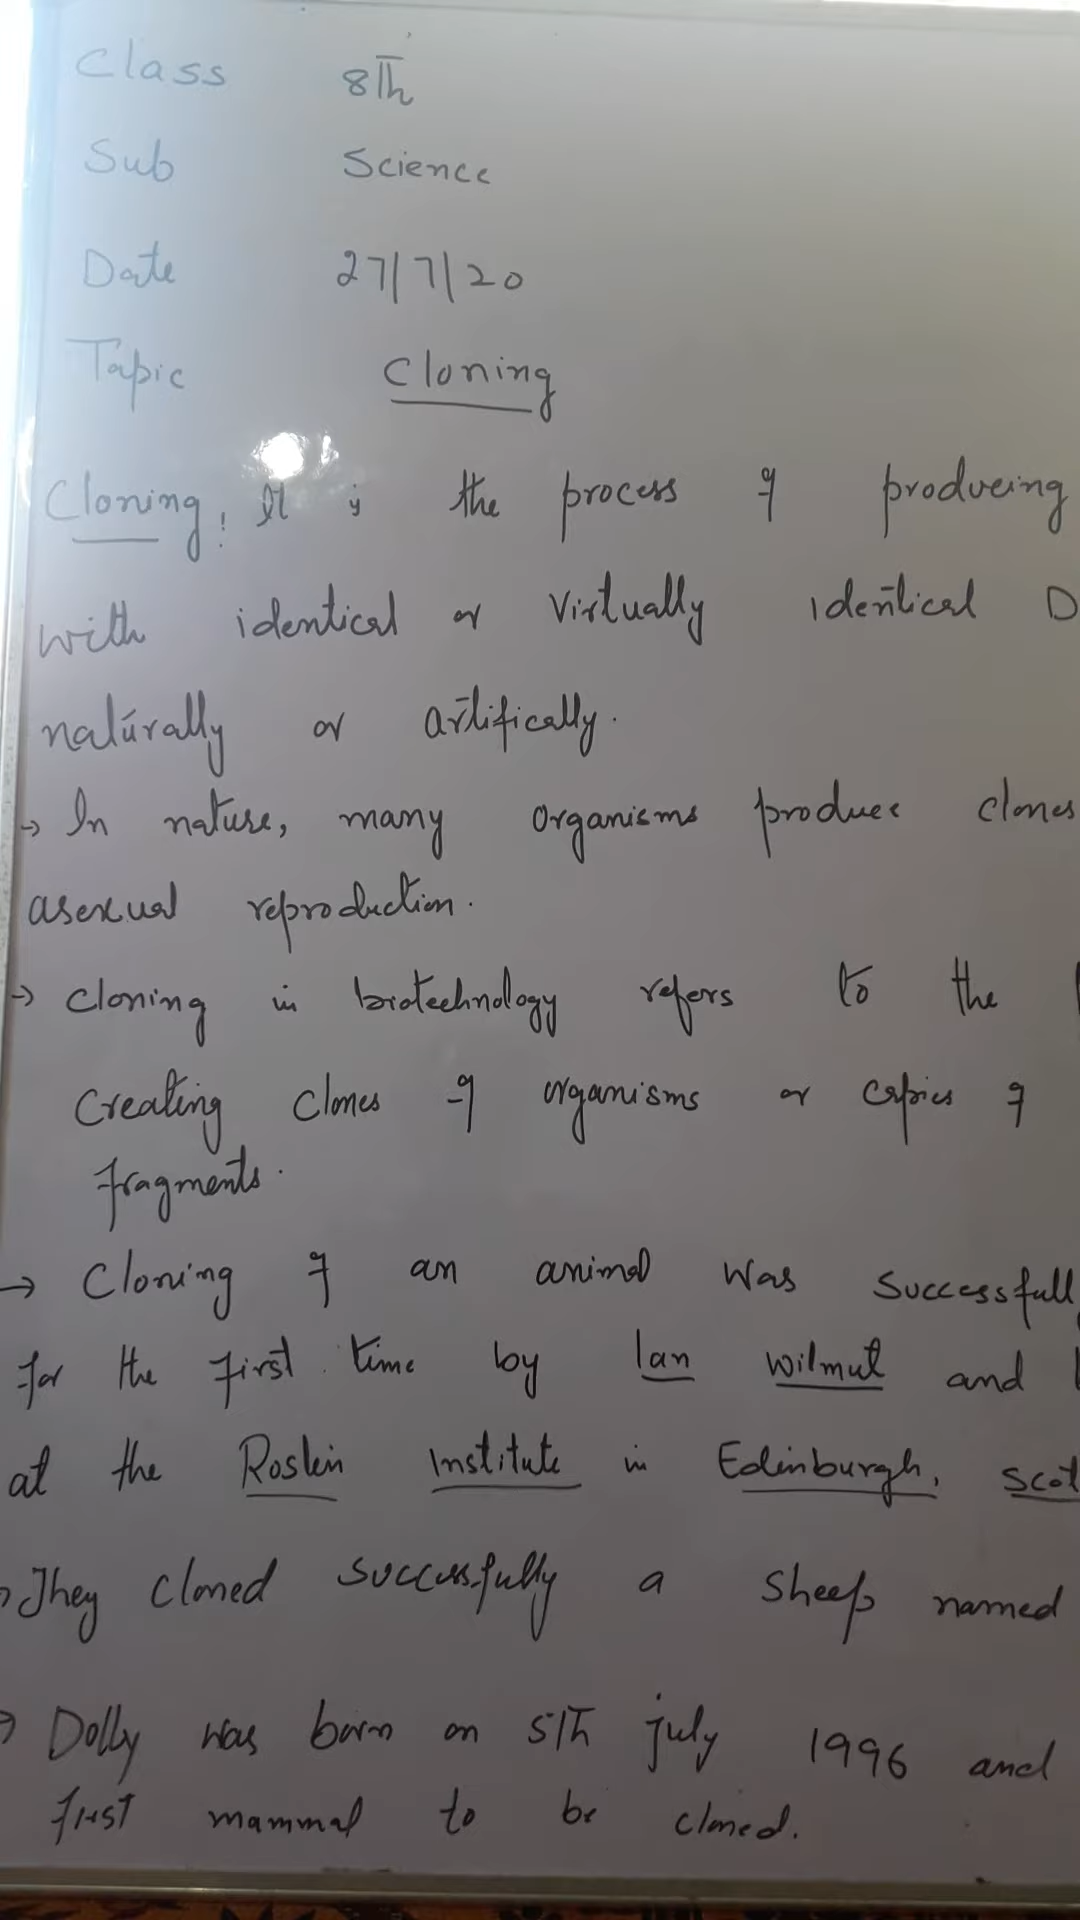 Class 8Th
Sub Science
Date 27/7/20
Topic Cloning
Cloning: It is the process of producing
with identical or Virtually identical D
naturally or artifically.
→ In nature, many organisms produce clones
asexual reproduction.
→ Cloning in biotechnology refers to the
Creating clones of organisms or copies of
fragments.
→ Cloning of an animal was successfull
for the first time by Ian wilmut and
at the Roslin Institute in Edinburgh, Scot
→ They cloned successfully a sheep named
→ Dolly was born on 5Th july 1996 and
first mammal to be cloned.